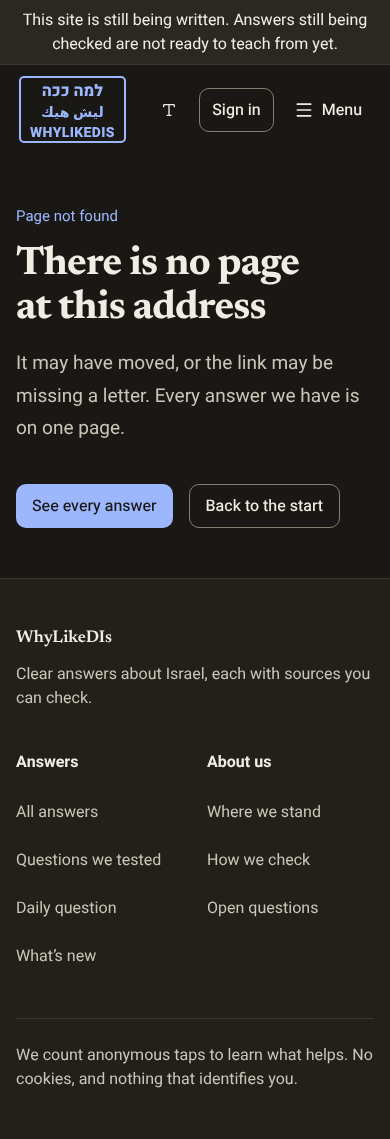 This site is still being written. Answers still being
checked are not ready to teach from yet.
למה ככה
ليش هيك
WHYLIKEDIS
T
Sign in
Menu
Page not found
There is no page
at this address
It may have moved, or the link may be
missing a letter. Every answer we have is
on one page.
See every answer
Back to the start
WhyLikeDIs
Clear answers about Israel, each with sources you
can check.
Answers
All answers
Questions we tested
Daily question
What’s new
About us
Where we stand
How we check
Open questions
We count anonymous taps to learn what helps. No
cookies, and nothing that identifies you.